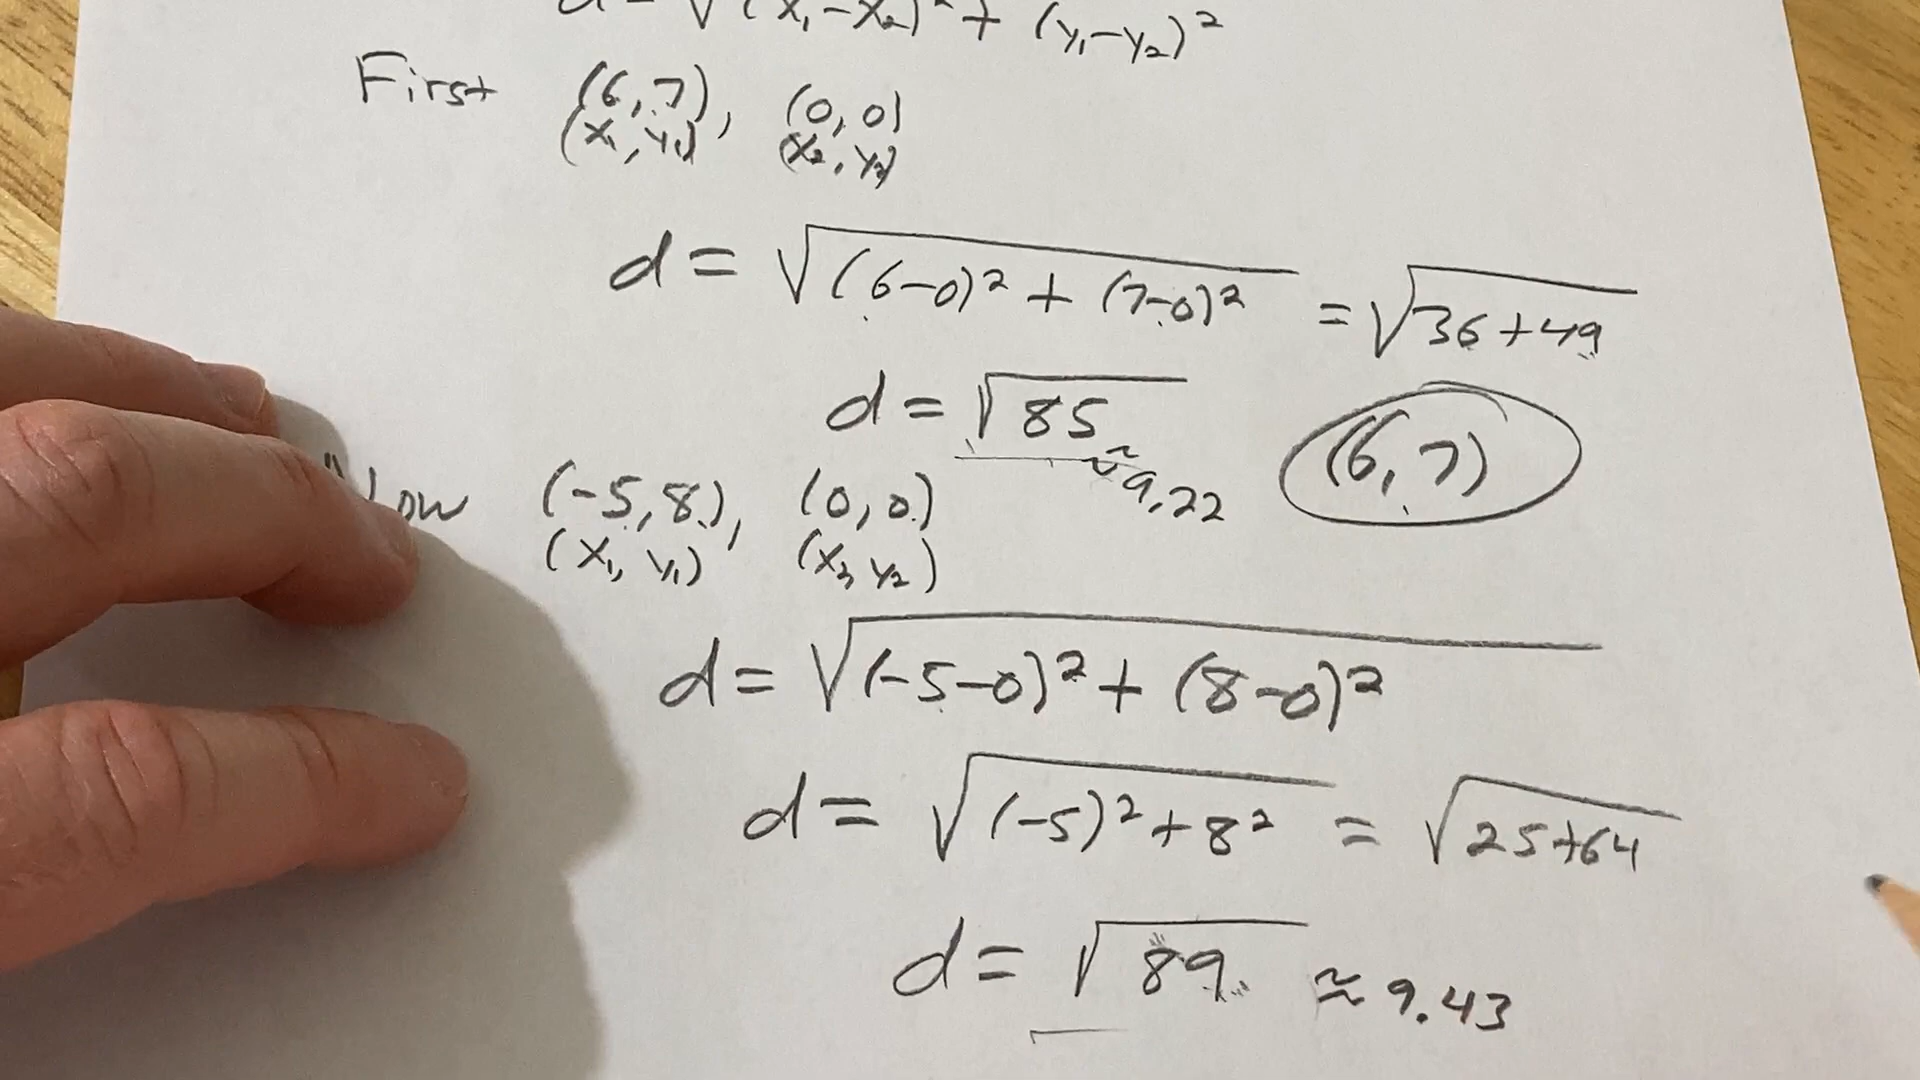 d = √(x₁-x₂)² + (y₁-y₂)²
First (6,7), (0,0)
(x₁, y₁) (x₂, y₂)
d = √(6-0)² + (7-0)² = √36+49
d = √85 ≈ 9.22 (6,7)
Now (-5,8), (0,0)
(x₁, y₁) (x₂, y₂)
d = √(-5-0)² + (8-0)²
d = √(-5)² + 8² = √25+64
d = √89 ≈ 9.43